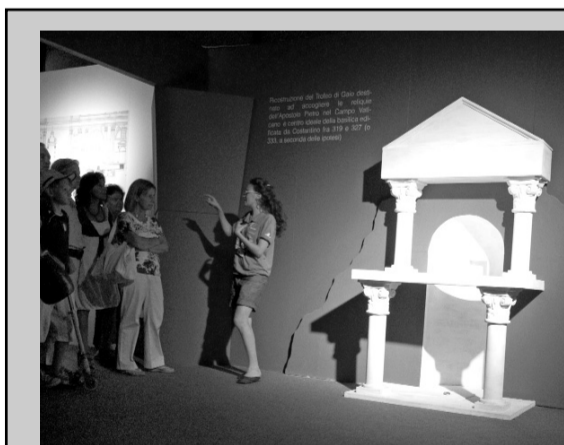 Ricostruzione del Trofeo di Gaio desti-
nato ad accogliere le reliquie
dell'Apostolo Pietro nel Campo Vati-
cano e centro ideale della basilica edi-
ficata da Costantino tra 319 e 327 (o
333, a seconda delle ipotesi)